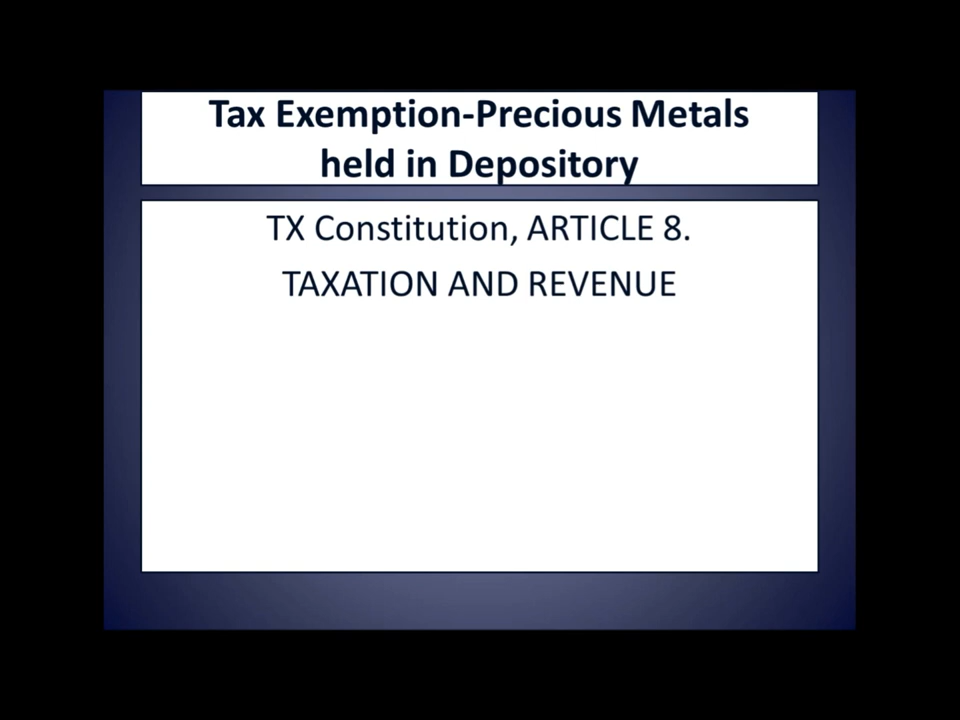 Tax Exemption-Precious Metals
held in Depository
TX Constitution, ARTICLE 8.
TAXATION AND REVENUE